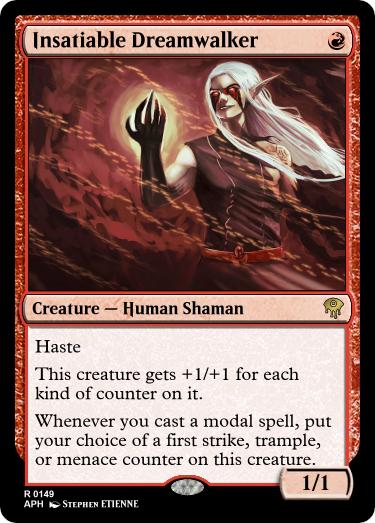 Insatiable Dreamwalker
Creature — Human Shaman
Haste
This creature gets +1/+1 for each
kind of counter on it.
Whenever you cast a modal spell, put
your choice of a first strike, trample,
or menace counter on this creature.
1/1
R 0149
APH Stephen ETIENNE